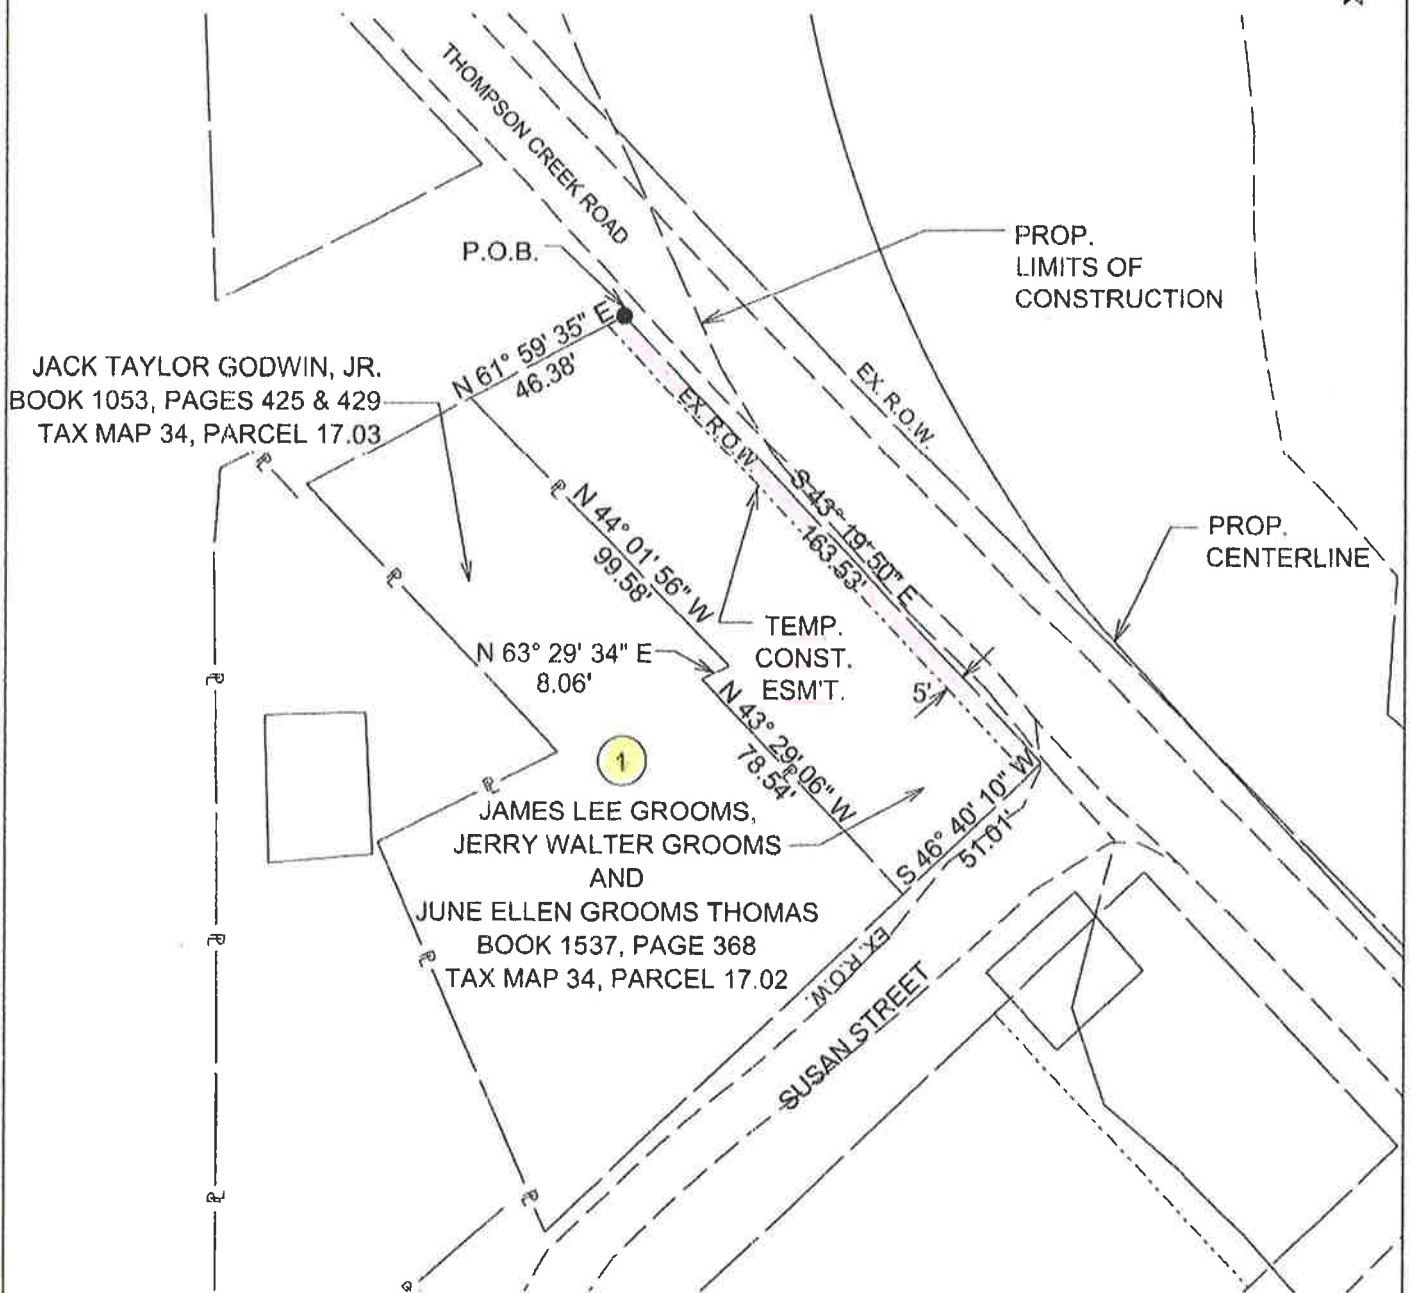 THOMPSON CREEK ROAD
P.O.B.
PROP.
LIMITS OF
CONSTRUCTION
JACK TAYLOR GODWIN, JR.
BOOK 1053, PAGES 425 & 429
TAX MAP 34, PARCEL 17.03
N 61° 59' 35" E
46.38'
EX. R.O.W.
EX. R.O.W.
S 43° 19' 50" E
163.53'
N 44° 01' 56" W
99.58'
PROP.
CENTERLINE
TEMP.
CONST.
ESM'T.
N 63° 29' 34" E
8.06'
5'
N 43° 29' 06" W
78.54'
1
JAMES LEE GROOMS,
JERRY WALTER GROOMS
AND
JUNE ELLEN GROOMS THOMAS
BOOK 1537, PAGE 368
TAX MAP 34, PARCEL 17.02
S 46° 40' 10" W
51.01'
EX. R.O.W.
SUSAN STREET